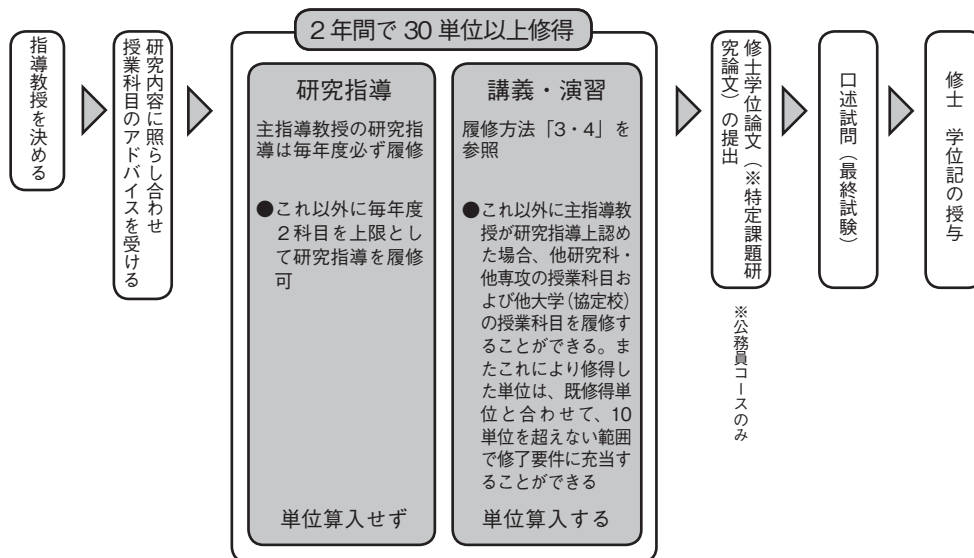 指導教授を決める
研究内容に照らし合わせ
授業科目のアドバイスを受ける
2年間で30単位以上修得
研究指導
主指導教授の研究指
導は毎年度必ず履修
●これ以外に毎年度
2科目を上限とし
て研究指導を履修
可
単位算入せず
講義・演習
履修方法「3・4」を
参照
●これ以外に主指導教
授が研究指導上認め
た場合、他研究科・
他専攻の授業科目お
よび他大学(協定校)
の授業科目を履修す
ることができる。ま
たこれにより修得し
た単位は、既修得単
位と合わせて、10
単位を超えない範囲
で修了要件に充当す
ることができる
単位算入する
修士学位論文(※特定課題研
究論文)の提出
※公務員コースのみ
口述試問(最終試験)
修士 学位記の授与